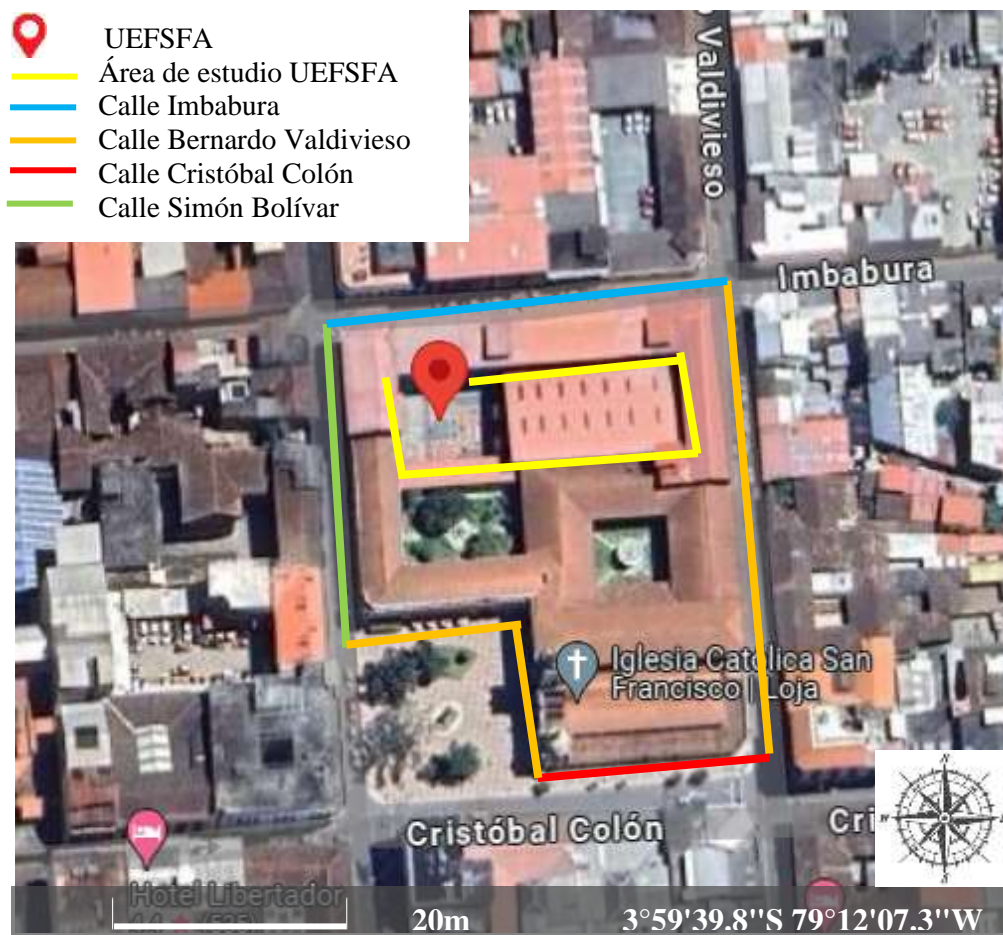 UEFSFA
Área de estudio UEFSFA
Calle Imbabura
Calle Bernardo Valdivieso
Calle Cristóbal Colón
Calle Simón Bolívar
Valdivieso
Imbabura
Iglesia Católica San
Francisco | Loja
N
Cristóbal Colón
Cri
Hotel Libertador
20m
3°59'39.8"S 79°12'07.3"W